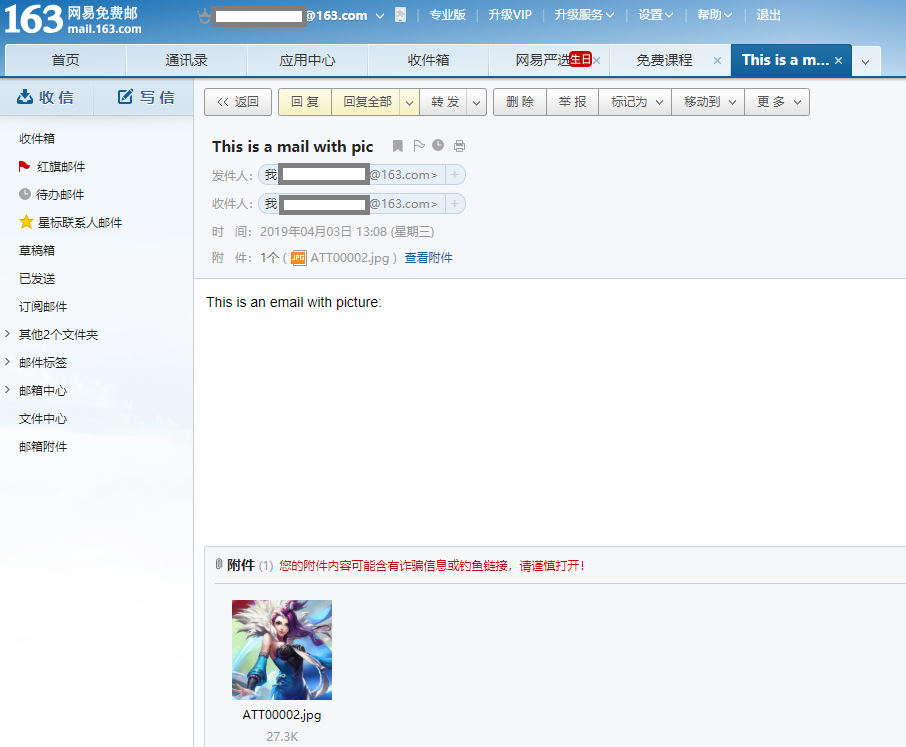 163 网易免费邮
mail.163.com
@163.com 专业版 升级VIP 升级服务 设置 帮助 退出
首页 通讯录 应用中心 收件箱 网易严选 生日 × 免费课程 × This is a m... ×
收信 写信
<< 返回 回复 回复全部 转发 删除 举报 标记为 移动到 更多
收件箱
红旗邮件
待办邮件
星标联系人邮件
草稿箱
已发送
订阅邮件
> 其他2个文件夹
> 邮件标签
> 邮箱中心
文件中心
邮箱附件
This is a mail with pic
发件人: 我 @163.com> +
收件人: 我 @163.com> +
时 间: 2019年04月03日 13:08 (星期三)
附 件: 1个 ( JPG ATT00002.jpg ) 查看附件
This is an email with picture:
附件 (1) 您的附件内容可能含有诈骗信息或钓鱼链接，请谨慎打开!
ATT00002.jpg
27.3K